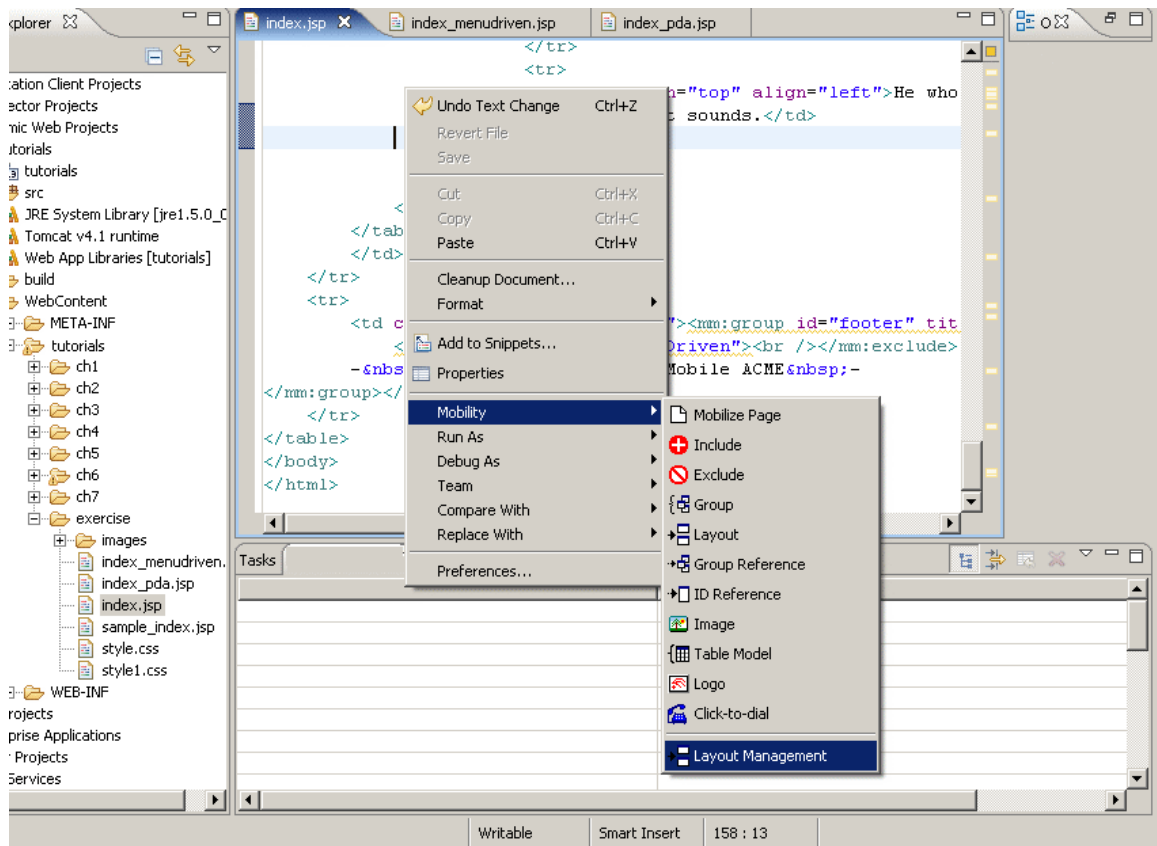 xplorer
index.jsp
index_menudriven.jsp
index_pda.jsp
cation Client Projects
ector Projects
mic Web Projects
utorials
tutorials
src
JRE System Library [jre1.5.0_0
Tomcat v4.1 runtime
Web App Libraries [tutorials]
build
WebContent
META-INF
tutorials
ch1
ch2
ch3
ch4
ch5
ch6
ch7
exercise
images
index_menudriven.
index_pda.jsp
index.jsp
sample_index.jsp
style.css
style1.css
WEB-INF
rojects
prise Applications
Projects
Services
</tr>
<tr>
="top" align="left">He who
sounds.</td>
<
</tab
</td>
</tr>
<tr>
<td c "><mm:group id="footer" tit
< Driven"><br /></mm:exclude>
-&nbs Mobile ACME&nbsp;-
</mm:group></
</tr>
</table>
</body>
</html>
Undo Text Change Ctrl+Z
Revert File
Save
Cut Ctrl+X
Copy Ctrl+C
Paste Ctrl+V
Cleanup Document...
Format
Add to Snippets...
Properties
Mobility
Run As
Debug As
Team
Compare With
Replace With
Preferences...
Mobilize Page
Include
Exclude
Group
Layout
Group Reference
ID Reference
Image
Table Model
Logo
Click-to-dial
Layout Management
Tasks
Writable
Smart Insert
158 : 13